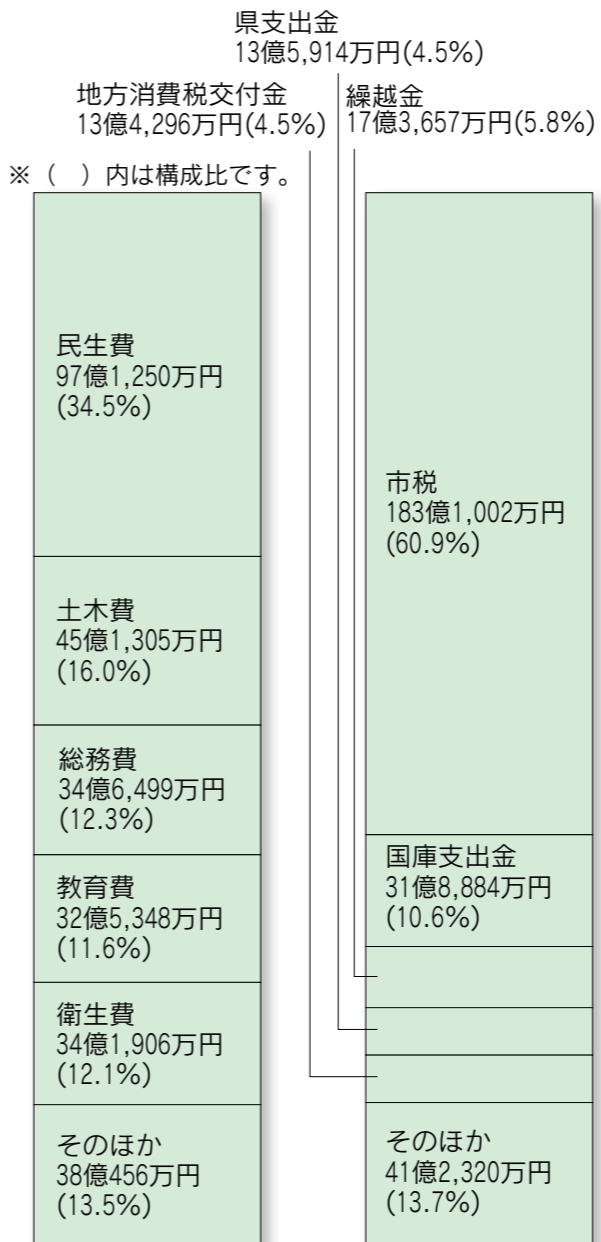 県支出金
13億5,914万円(4.5%)
地方消費税交付金
13億4,296万円(4.5%)
繰越金
17億3,657万円(5.8%)
※（　）内は構成比です。
民生費
97億1,250万円
(34.5%)
土木費
45億1,305万円
(16.0%)
総務費
34億6,499万円
(12.3%)
教育費
32億5,348万円
(11.6%)
衛生費
34億1,906万円
(12.1%)
そのほか
38億456万円
(13.5%)
市税
183億1,002万円
(60.9%)
国庫支出金
31億8,884万円
(10.6%)
そのほか
41億2,320万円
(13.7%)